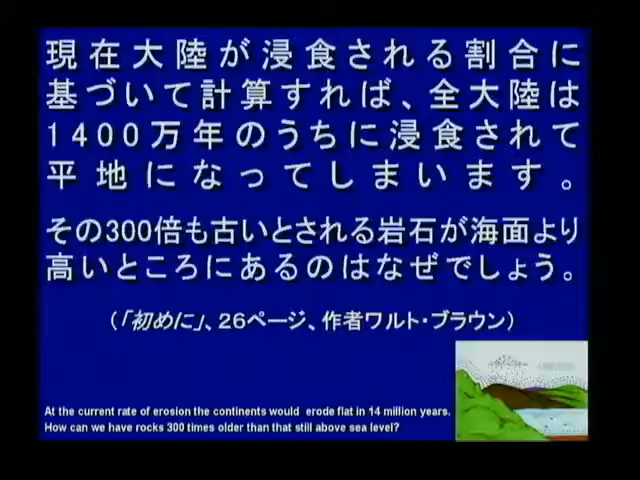 現在大陸が浸食される割合に
基づいて計算すれば、全大陸は
1400万年のうちに浸食されて
平地になってしまいます。
その300倍も古いとされる岩石が海面より
高いところにあるのはなぜでしょう。
(「初めに」、26ページ、作者ワルト・ブラウン)
At the current rate of erosion the continents would erode flat in 14 million years.
How can we have rocks 300 times older than that still above sea level?